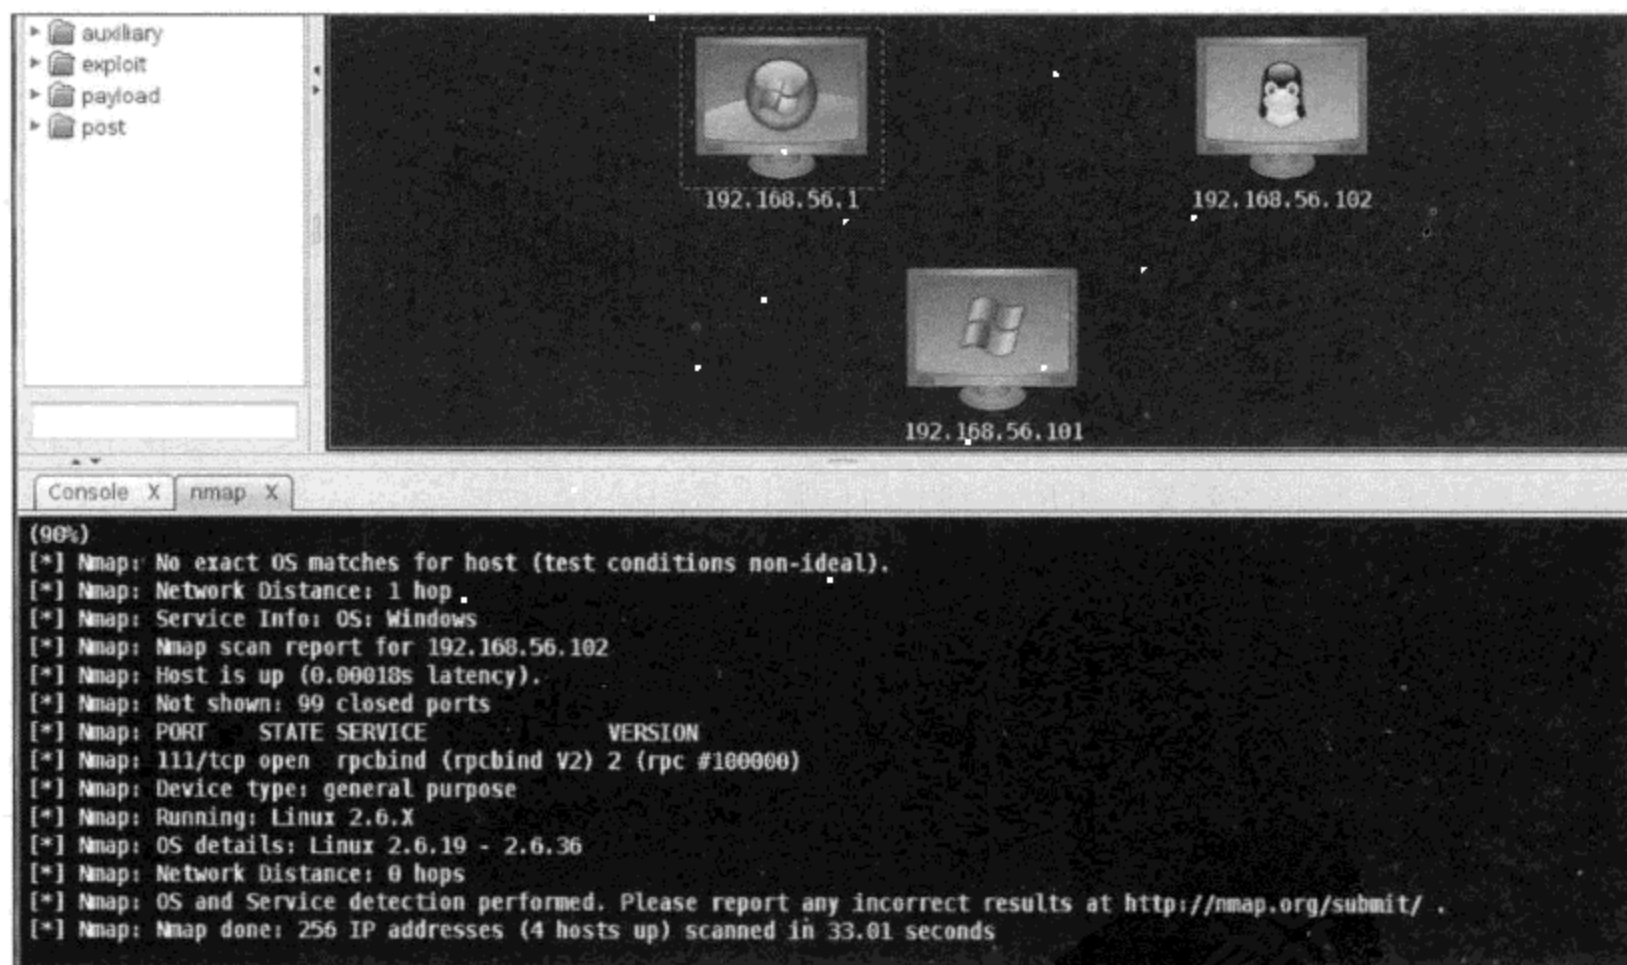 auxiliary
exploit
payload
post
192.168.56.1
192.168.56.102
192.168.56.101
Console X nmap X
(90%)
[*] Nmap: No exact OS matches for host (test conditions non-ideal).
[*] Nmap: Network Distance: 1 hop
[*] Nmap: Service Info: OS: Windows
[*] Nmap: Nmap scan report for 192.168.56.102
[*] Nmap: Host is up (0.00018s latency).
[*] Nmap: Not shown: 99 closed ports
[*] Nmap: PORT STATE SERVICE VERSION
[*] Nmap: 111/tcp open rpcbind (rpcbind V2) 2 (rpc #100000)
[*] Nmap: Device type: general purpose
[*] Nmap: Running: Linux 2.6.X
[*] Nmap: OS details: Linux 2.6.19 - 2.6.36
[*] Nmap: Network Distance: 0 hops
[*] Nmap: OS and Service detection performed. Please report any incorrect results at http://nmap.org/submit/ .
[*] Nmap: Nmap done: 256 IP addresses (4 hosts up) scanned in 33.01 seconds